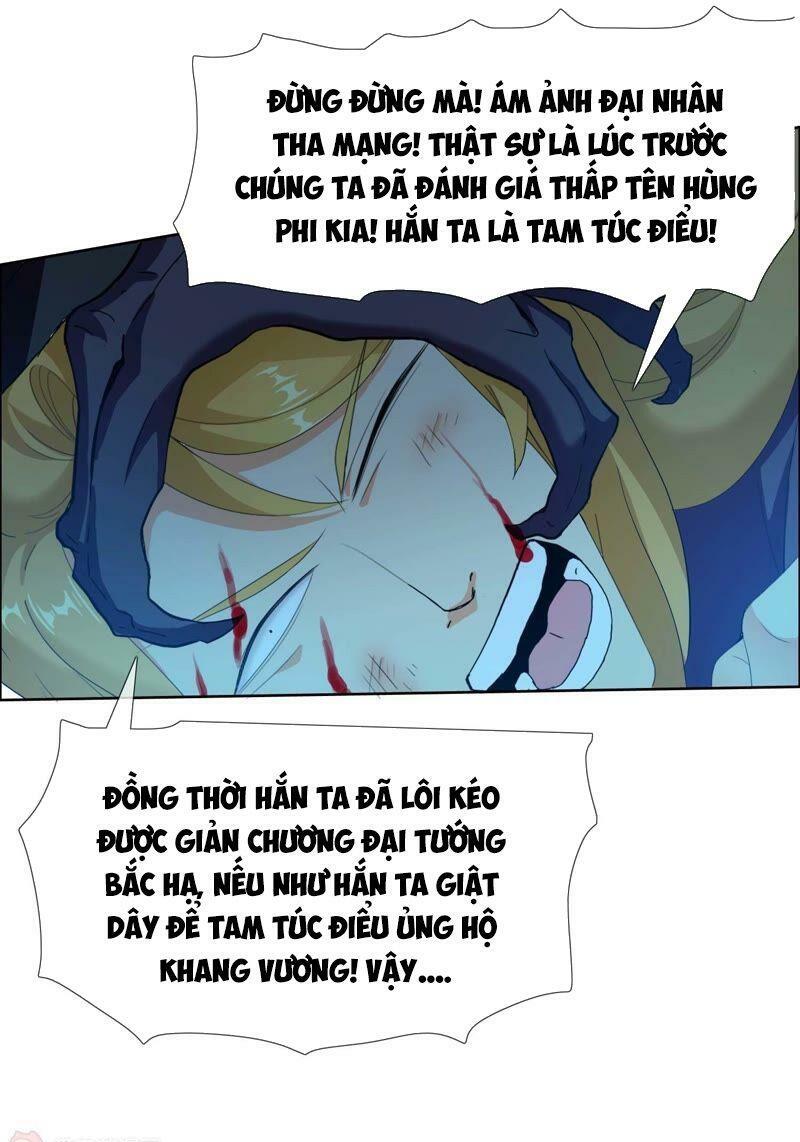 ĐỪNG ĐỪNG MÀ! ÁM ẢNH ĐẠI NHÂN
THA MẠNG! THẬT SỰ LÀ LÚC TRƯỚC
CHÚNG TA ĐÃ ĐÁNH GIÁ THẤP TÊN HÙNG
PHI KIA! HẮN TA LÀ TAM TÚC ĐIỂU!
ĐỒNG THỜI HẮN TA ĐÃ LÔI KÉO
ĐƯỢC GIẢN CHƯƠNG ĐẠI TƯỚNG
BẮC HẠ, NẾU NHƯ HẮN TA GIẬT
DÂY ĐỂ TAM TÚC ĐIỂU ỦNG HỘ
KHANG VƯƠNG! VẬY....